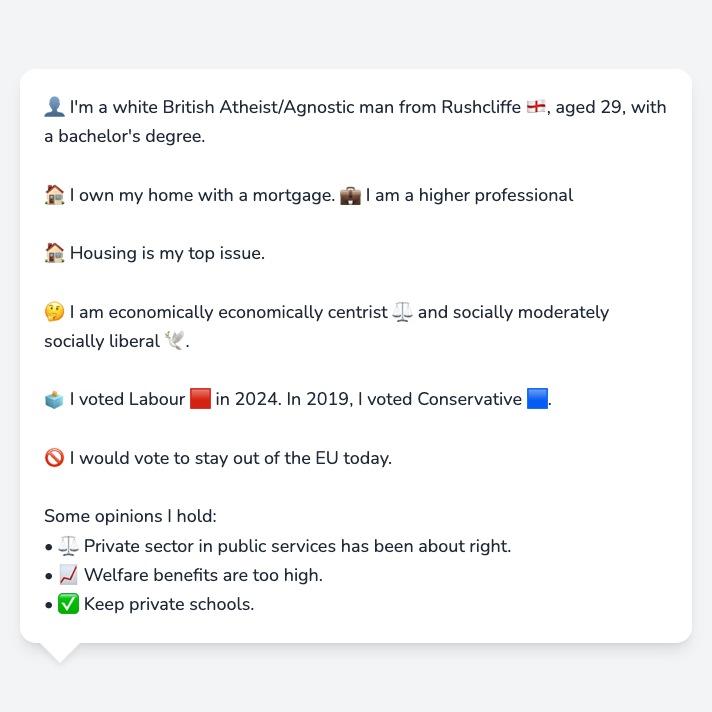 👤 I'm a white British Atheist/Agnostic man from Rushcliffe 🏴󠁧󠁢󠁥󠁮󠁧󠁿, aged 29, with
a bachelor's degree.
🏠 I own my home with a mortgage. 💼 I am a higher professional
🏠 Housing is my top issue.
🤔 I am economically economically centrist ⚖️ and socially moderately
socially liberal 🕊️.
🗳️ I voted Labour 🟥 in 2024. In 2019, I voted Conservative 🟦.
🚫 I would vote to stay out of the EU today.
Some opinions I hold:
• ⚖️ Private sector in public services has been about right.
• 📈 Welfare benefits are too high.
• ✅ Keep private schools.